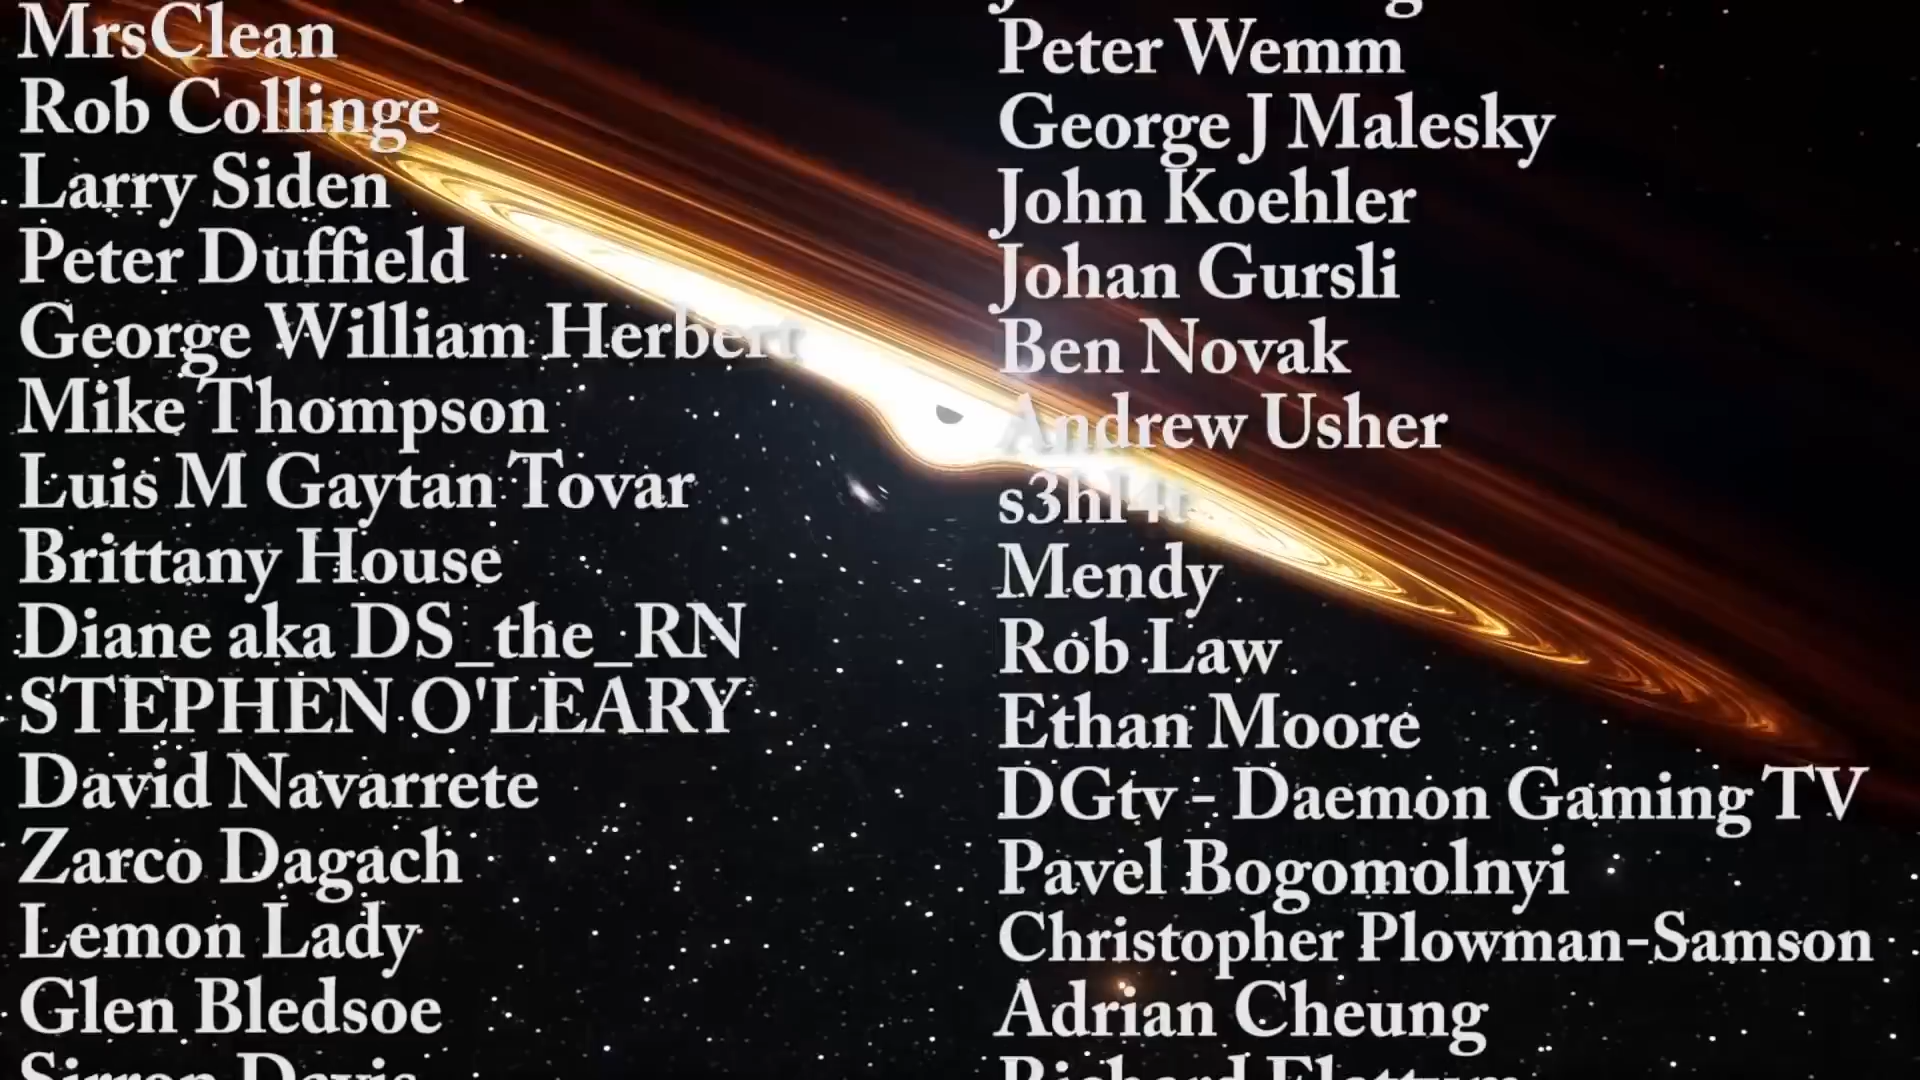 MrsClean
Rob Collinge
Larry Siden
Peter Duffield
George William Herbert
Mike Thompson
Luis M Gaytan Tovar
Brittany House
Diane aka DS_the_RN
STEPHEN O'LEARY
David Navarrete
Zarco Dagach
Lemon Lady
Glen Bledsoe
Peter Wemm
George J Malesky
John Koehler
Johan Gursli
Ben Novak
Andrew Usher
s3hl4t
Mendy
Rob Law
Ethan Moore
DGtv - Daemon Gaming TV
Pavel Bogomolnyi
Christopher Plowman-Samson
Adrian Cheung